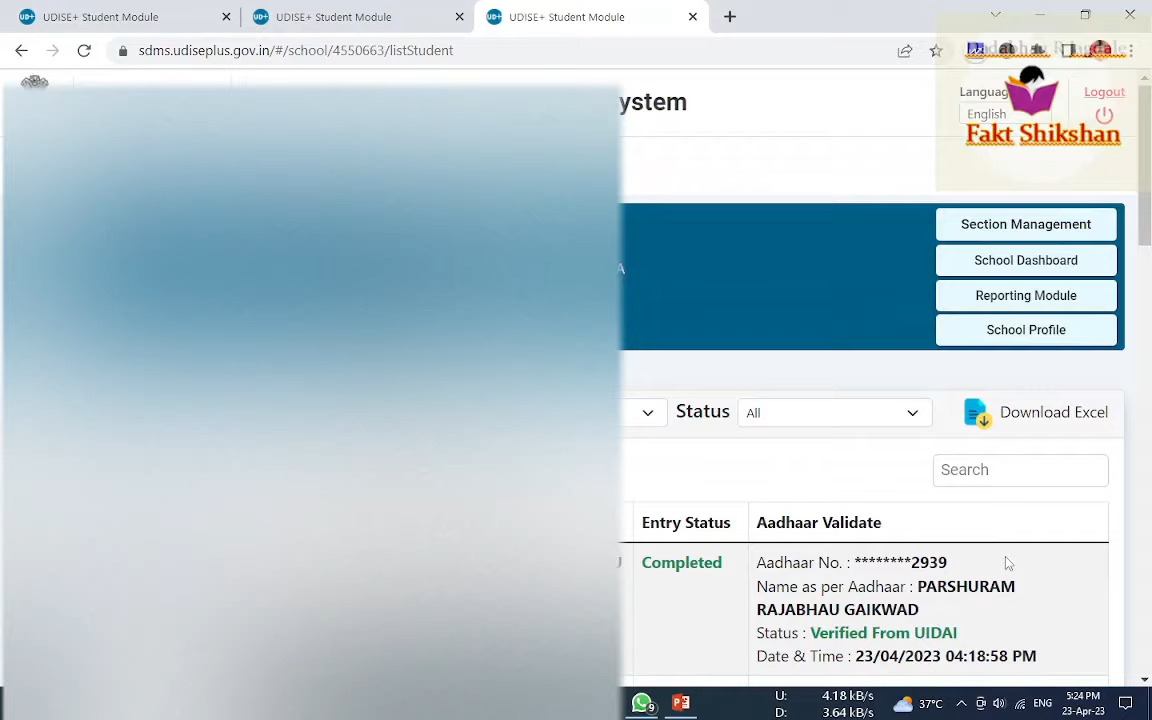 UDISE+ Student Module
UDISE+ Student Module
UDISE+ Student Module
sdms.udiseplus.gov.in/#/school/4550663/listStudent
ystem
Language
English
Logout
Fakt Shikshan
Section Management
School Dashboard
Reporting Module
School Profile
A
Status
All
Download Excel
Search
Entry Status
Aadhaar Validate
U
Completed
Aadhaar No. : ********2939
Name as per Aadhaar : PARSHURAM
RAJABHAU GAIKWAD
Status : Verified From UIDAI
Date & Time : 23/04/2023 04:18:58 PM
9
U: 4.18 kB/s
D: 3.64 kB/s
37°C
ENG
5:24 PM
23-Apr-23